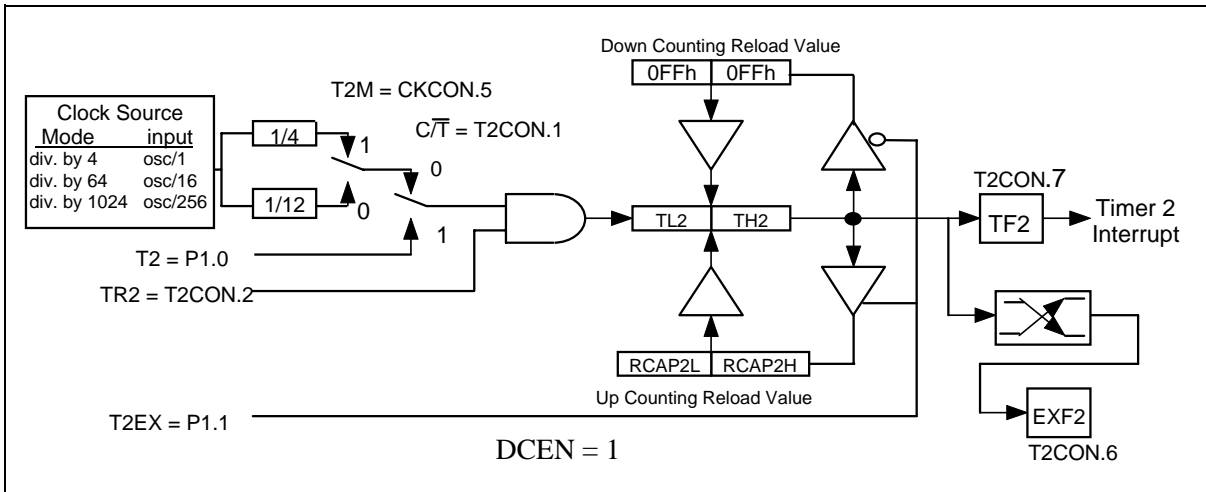 Down Counting Reload Value
0FFh 0FFh
T2M = CKCON.5
Clock Source
Mode input
div. by 4 osc/1
div. by 64 osc/16
div. by 1024 osc/256
1/4
1/12
1
0
C/T̅ = T2CON.1
0
1
T2 = P1.0
TR2 = T2CON.2
TL2 TH2
T2CON.7
TF2
Timer 2
Interrupt
RCAP2L RCAP2H
Up Counting Reload Value
T2EX = P1.1
EXF2
T2CON.6
DCEN = 1